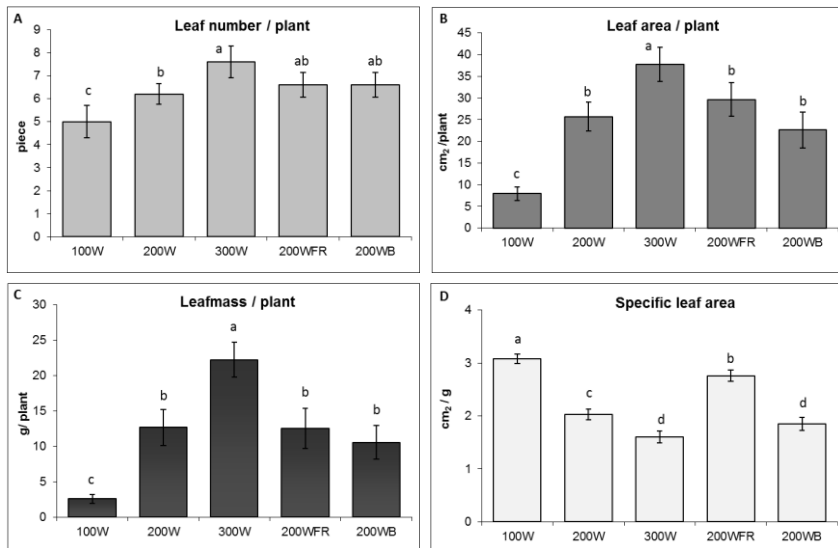 A
Leaf number / plant
9
8
7
6
5
4
3
2
1
0
piece
c
b
a
ab
ab
100W 200W 300W 200WFR 200WB
B
Leaf area / plant
45
40
35
30
25
20
15
10
5
0
cm₂ /plant
c
b
a
b
b
100W 200W 300W 200WFR 200WB
C
Leafmass / plant
30
25
20
15
10
5
0
g/ plant
c
b
a
b
b
100W 200W 300W 200WFR 200WB
D
Specific leaf area
4
3
2
1
0
cm₂ / g
a
c
d
b
d
100W 200W 300W 200WFR 200WB